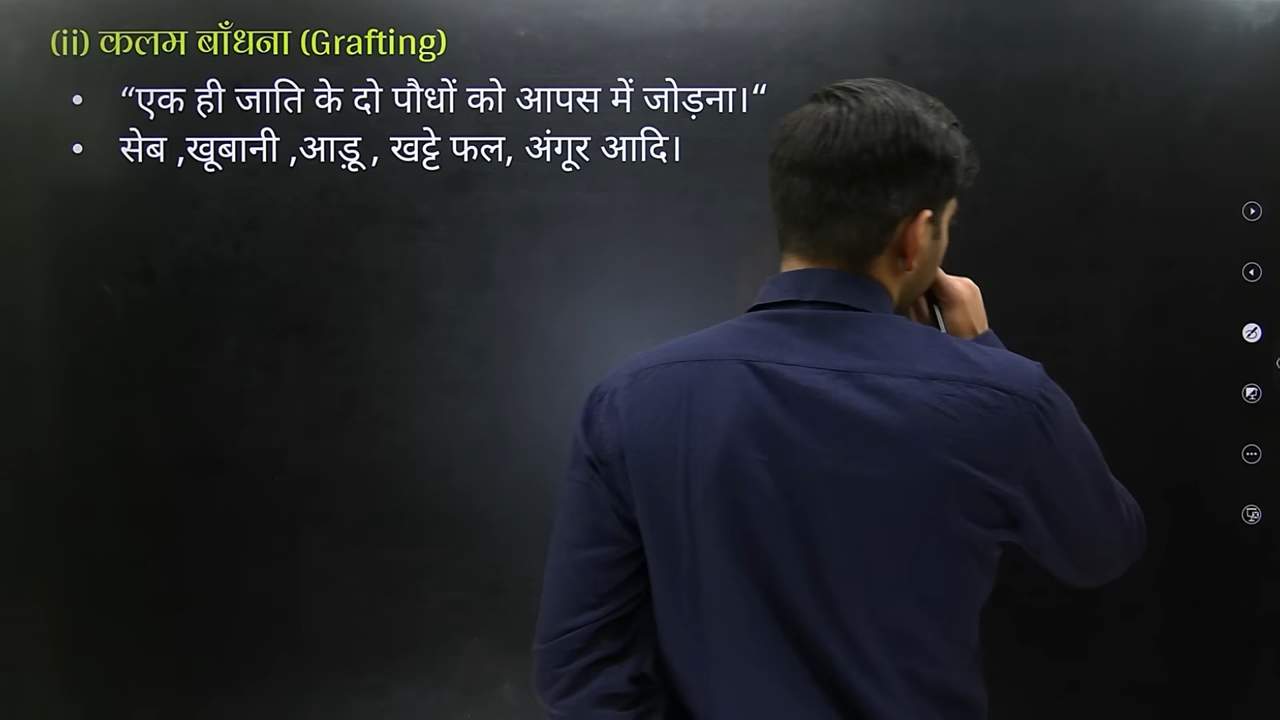 (ii) कलम बाँधना (Grafting)
• “एक ही जाति के दो पौधों को आपस में जोड़ना।“
• सेब ,खूबानी ,आड़ू , खट्टे फल, अंगूर आदि।